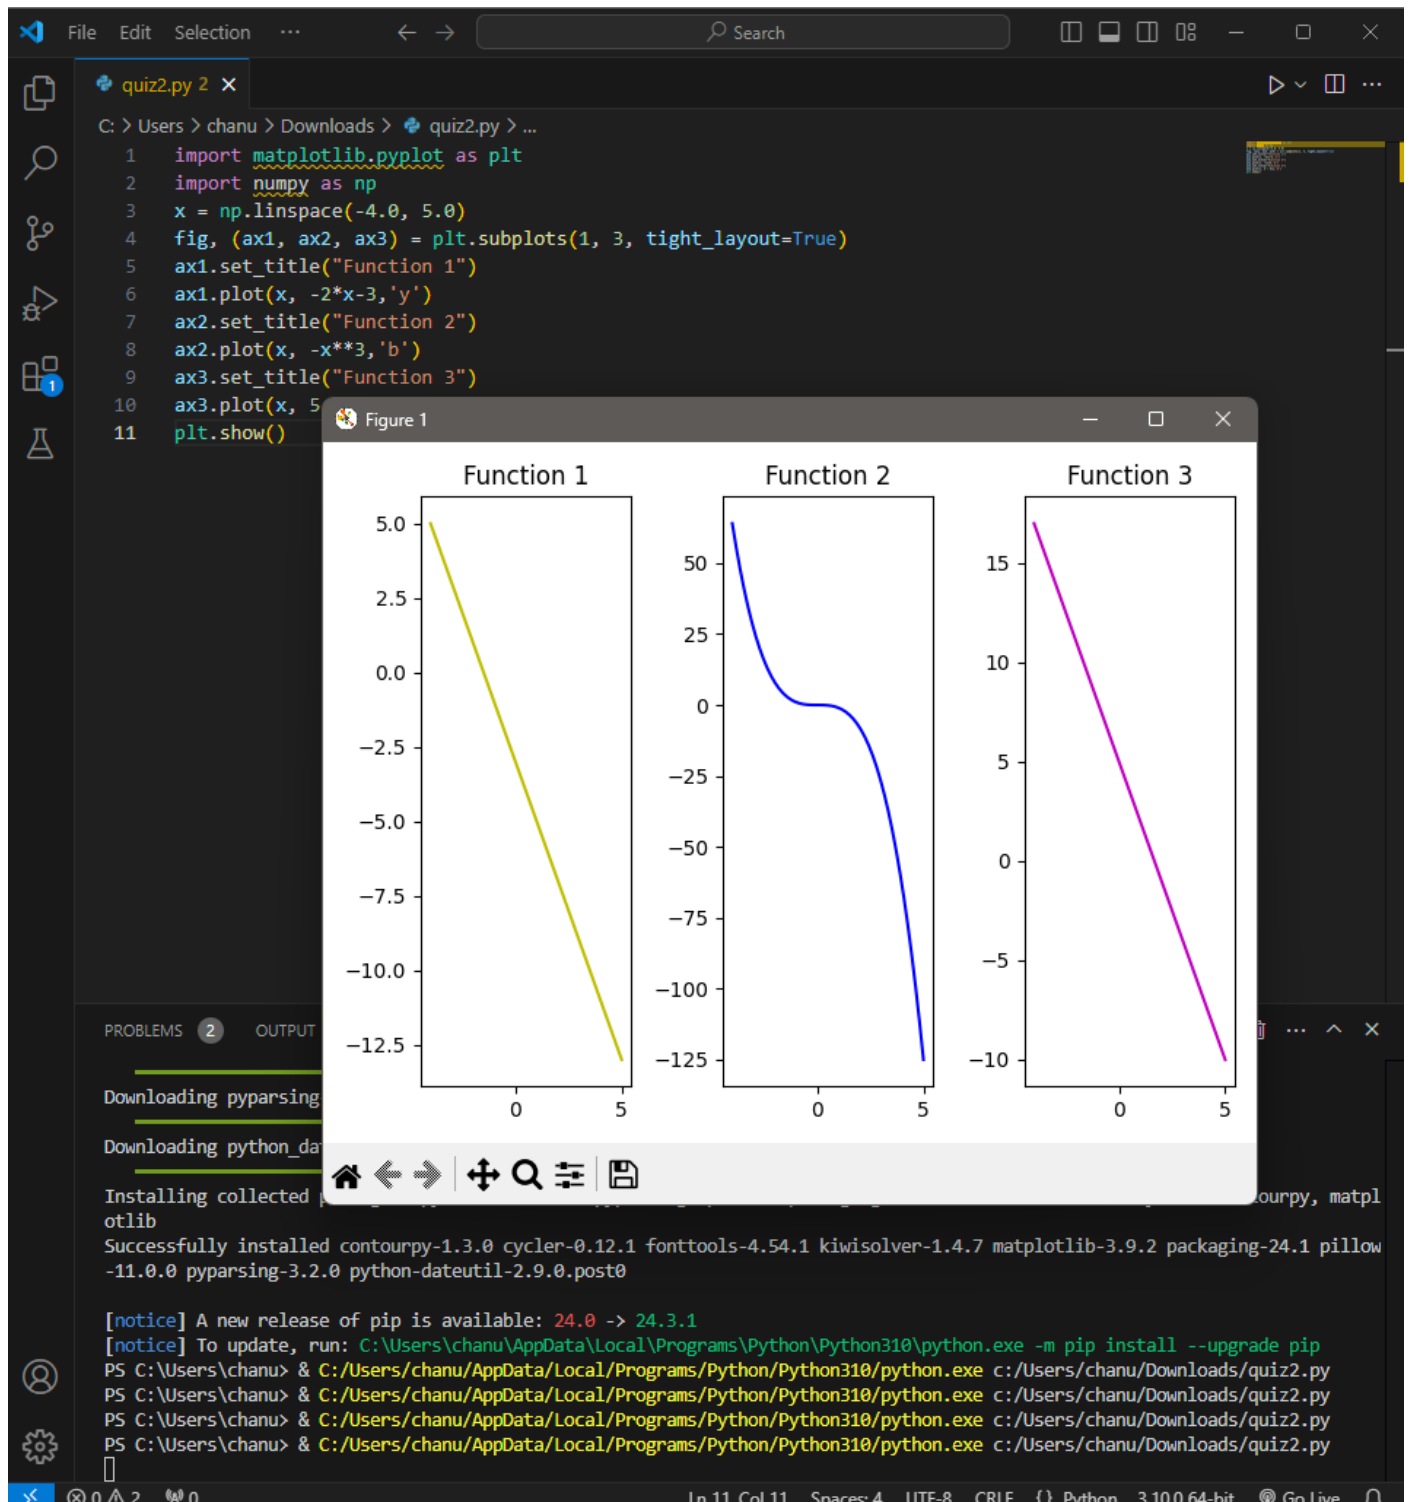 File Edit Selection ··· Search
quiz2.py 2
C: > Users > chanu > Downloads > quiz2.py > ...
1 import matplotlib.pyplot as plt
2 import numpy as np
3 x = np.linspace(-4.0, 5.0)
4 fig, (ax1, ax2, ax3) = plt.subplots(1, 3, tight_layout=True)
5 ax1.set_title("Function 1")
6 ax1.plot(x, -2*x-3,'y')
7 ax2.set_title("Function 2")
8 ax2.plot(x, -x**3,'b')
9 ax3.set_title("Function 3")
10 ax3.plot(x, 5
11 plt.show()
1
Figure 1
Function 1
5.0
2.5
0.0
−2.5
−5.0
−7.5
−10.0
−12.5
0 5
Function 2
50
25
0
−25
−50
−75
−100
−125
0 5
Function 3
15
10
5
0
−5
−10
0 5
PROBLEMS 2 OUTPUT
Downloading pyparsing
Downloading python_da
Installing collected ourpy, matpl
otlib
Successfully installed contourpy-1.3.0 cycler-0.12.1 fonttools-4.54.1 kiwisolver-1.4.7 matplotlib-3.9.2 packaging-24.1 pillow
-11.0.0 pyparsing-3.2.0 python-dateutil-2.9.0.post0
[notice] A new release of pip is available: 24.0 -> 24.3.1
[notice] To update, run: C:\Users\chanu\AppData\Local\Programs\Python\Python310\python.exe -m pip install --upgrade pip
PS C:\Users\chanu> & C:/Users/chanu/AppData/Local/Programs/Python/Python310/python.exe c:/Users/chanu/Downloads/quiz2.py
PS C:\Users\chanu> & C:/Users/chanu/AppData/Local/Programs/Python/Python310/python.exe c:/Users/chanu/Downloads/quiz2.py
PS C:\Users\chanu> & C:/Users/chanu/AppData/Local/Programs/Python/Python310/python.exe c:/Users/chanu/Downloads/quiz2.py
PS C:\Users\chanu> & C:/Users/chanu/AppData/Local/Programs/Python/Python310/python.exe c:/Users/chanu/Downloads/quiz2.py
0 2 0 Ln 11, Col 11 Spaces: 4 UTF-8 CRLF {} Python 3.10.0 64-bit Go Live